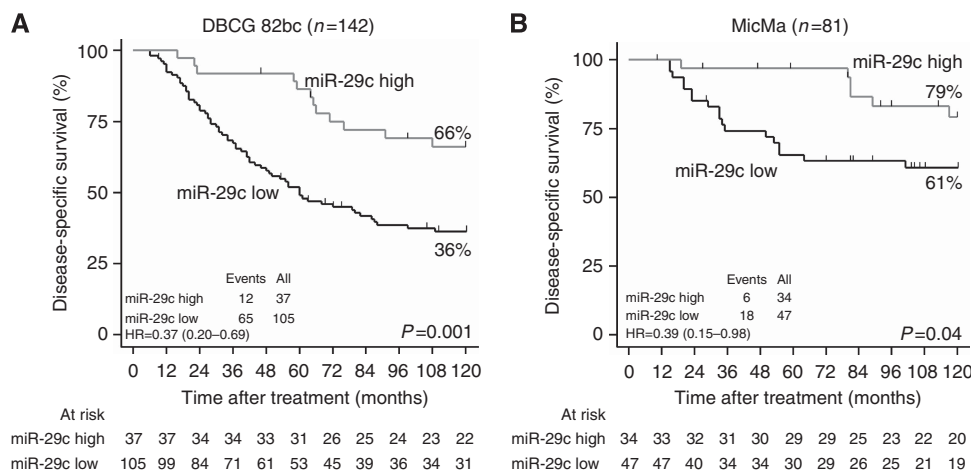 A
DBCG 82bc (n=142)
Disease-specific survival (%)
100
75
50
25
0
miR-29c high
66%
miR-29c low
36%
Events All
miR-29c high 12 37
miR-29c low 65 105
HR=0.37 (0.20–0.69)
P=0.001
0 12 24 36 48 60 72 84 96 108 120
Time after treatment (months)
At risk
miR-29c high 37 37 34 34 33 31 26 25 24 23 22
miR-29c low 105 99 84 71 61 53 45 39 36 34 31
B
MicMa (n=81)
Disease-specific survival (%)
100
75
50
25
0
miR-29c high
79%
miR-29c low
61%
Events All
miR-29c high 6 34
miR-29c low 18 47
HR=0.39 (0.15–0.98)
P=0.04
0 12 24 36 48 60 72 84 96 108 120
Time after treatment (months)
At risk
miR-29c high 34 33 32 31 30 29 29 25 23 22 20
miR-29c low 47 47 40 34 34 30 29 26 25 21 19